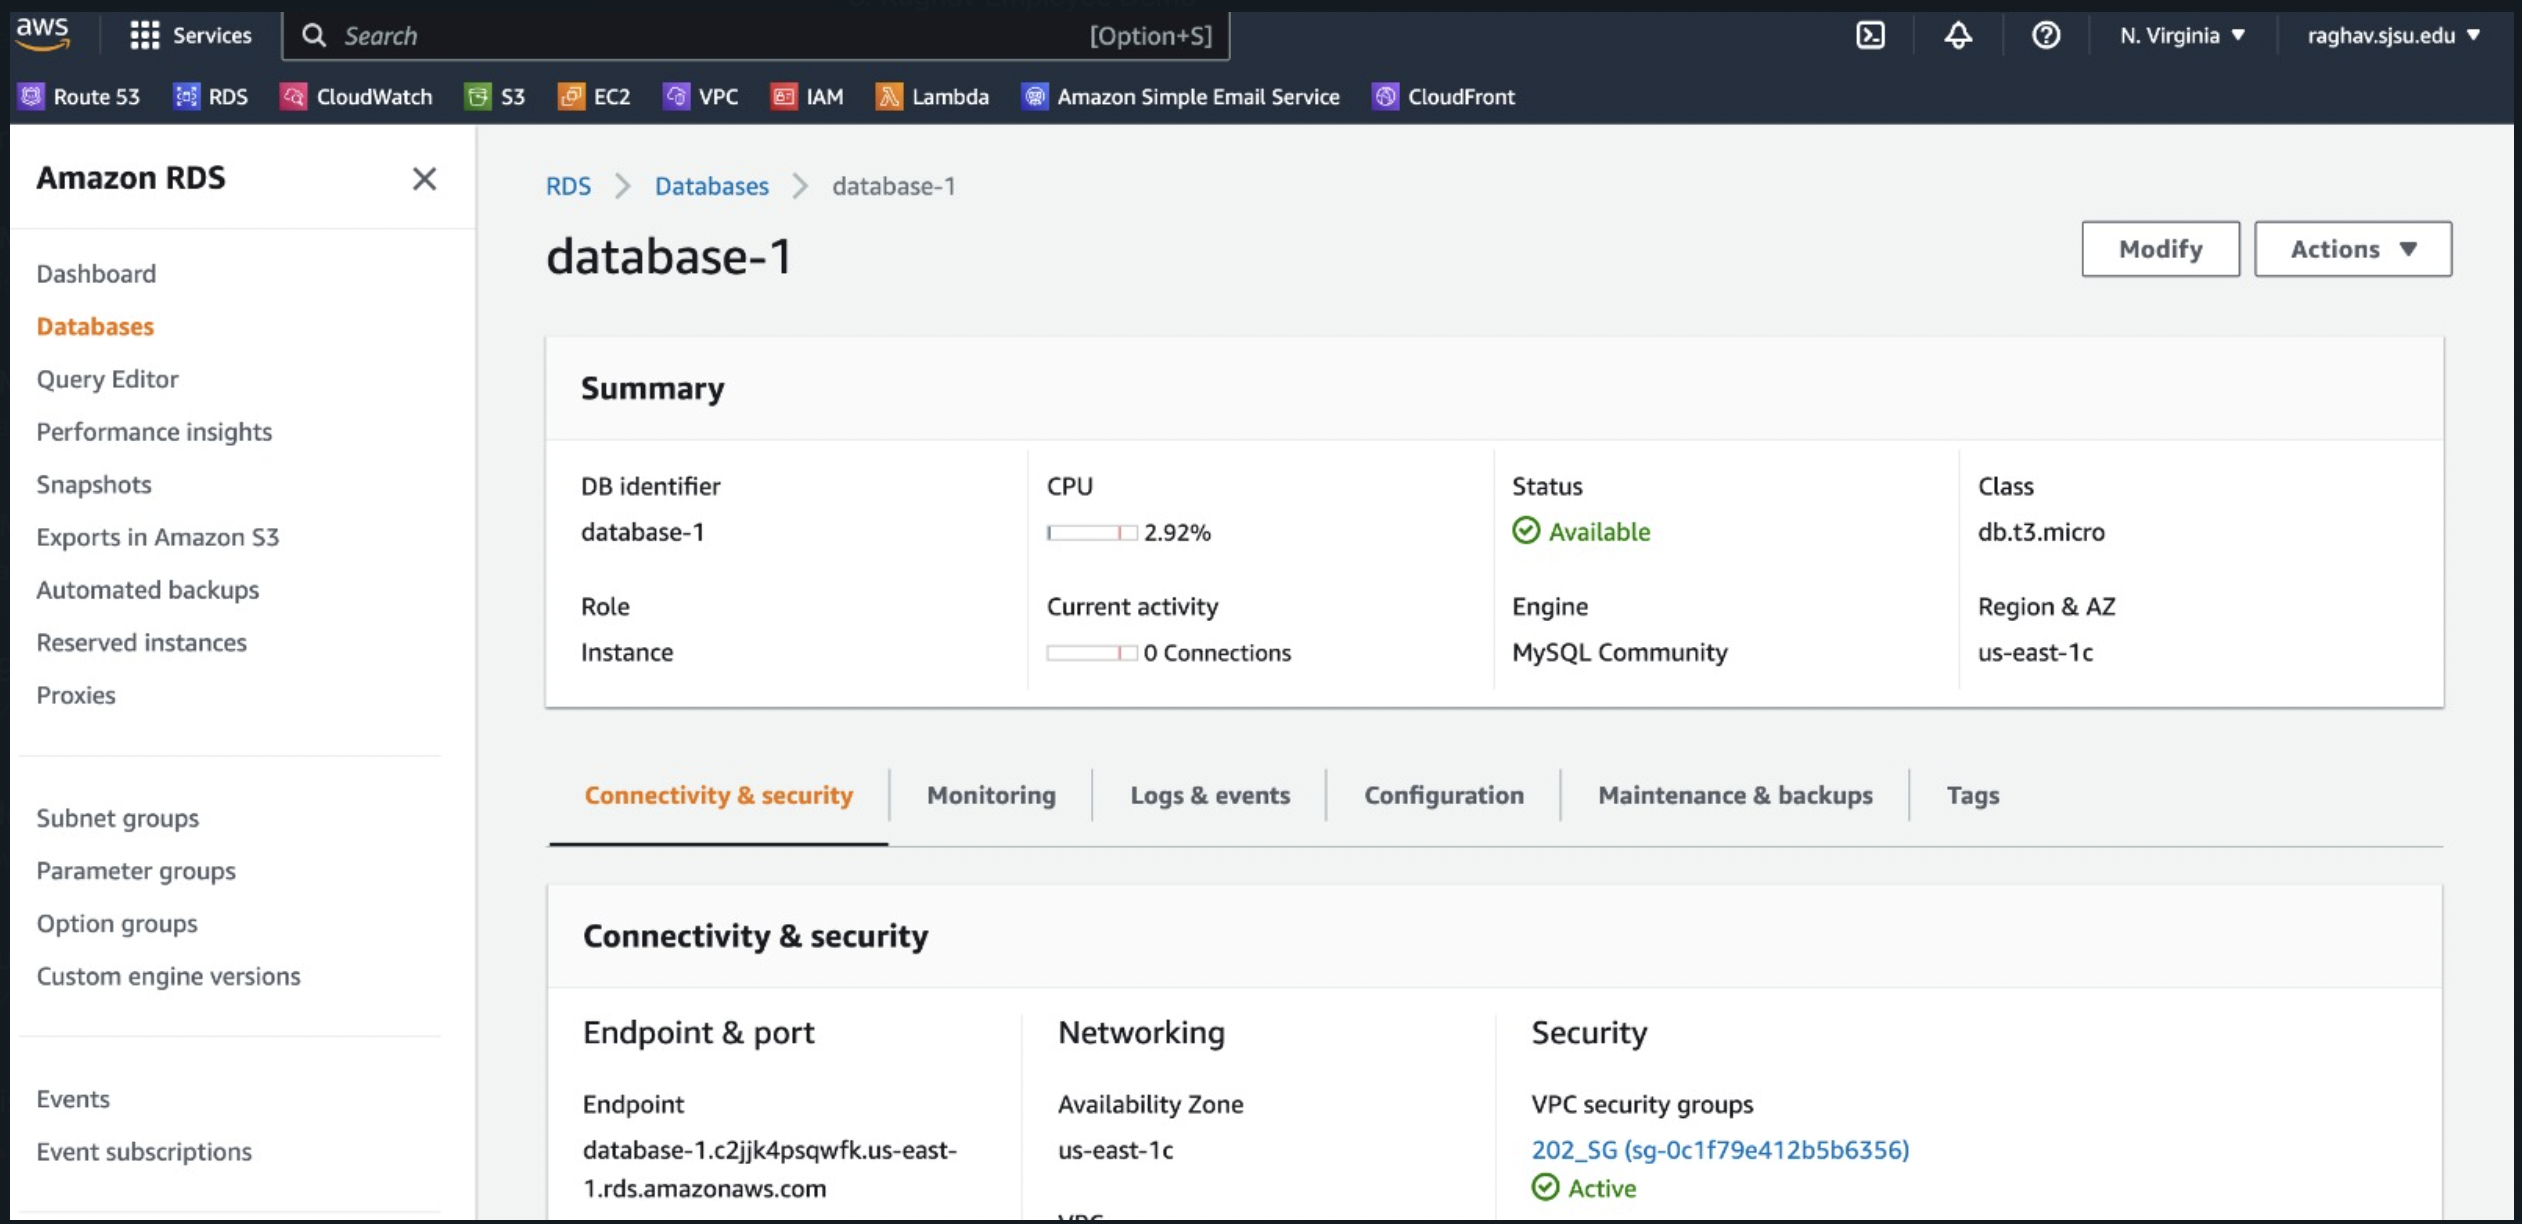 aws
Services
Search
[Option+S]
N. Virginia
raghav.sjsu.edu
Route 53
RDS
CloudWatch
S3
EC2
VPC
IAM
Lambda
Amazon Simple Email Service
CloudFront
Amazon RDS
Dashboard
Databases
Query Editor
Performance insights
Snapshots
Exports in Amazon S3
Automated backups
Reserved instances
Proxies
Subnet groups
Parameter groups
Option groups
Custom engine versions
Events
Event subscriptions
RDS
Databases
database-1
database-1
Modify
Actions
Summary
DB identifier
database-1
CPU
2.92%
Status
Available
Class
db.t3.micro
Role
Instance
Current activity
0 Connections
Engine
MySQL Community
Region & AZ
us-east-1c
Connectivity & security
Monitoring
Logs & events
Configuration
Maintenance & backups
Tags
Connectivity & security
Endpoint & port
Endpoint
database-1.c2jjk4psqwfk.us-east-
1.rds.amazonaws.com
Networking
Availability Zone
us-east-1c
VPC
Security
VPC security groups
202_SG (sg-0c1f79e412b5b6356)
Active